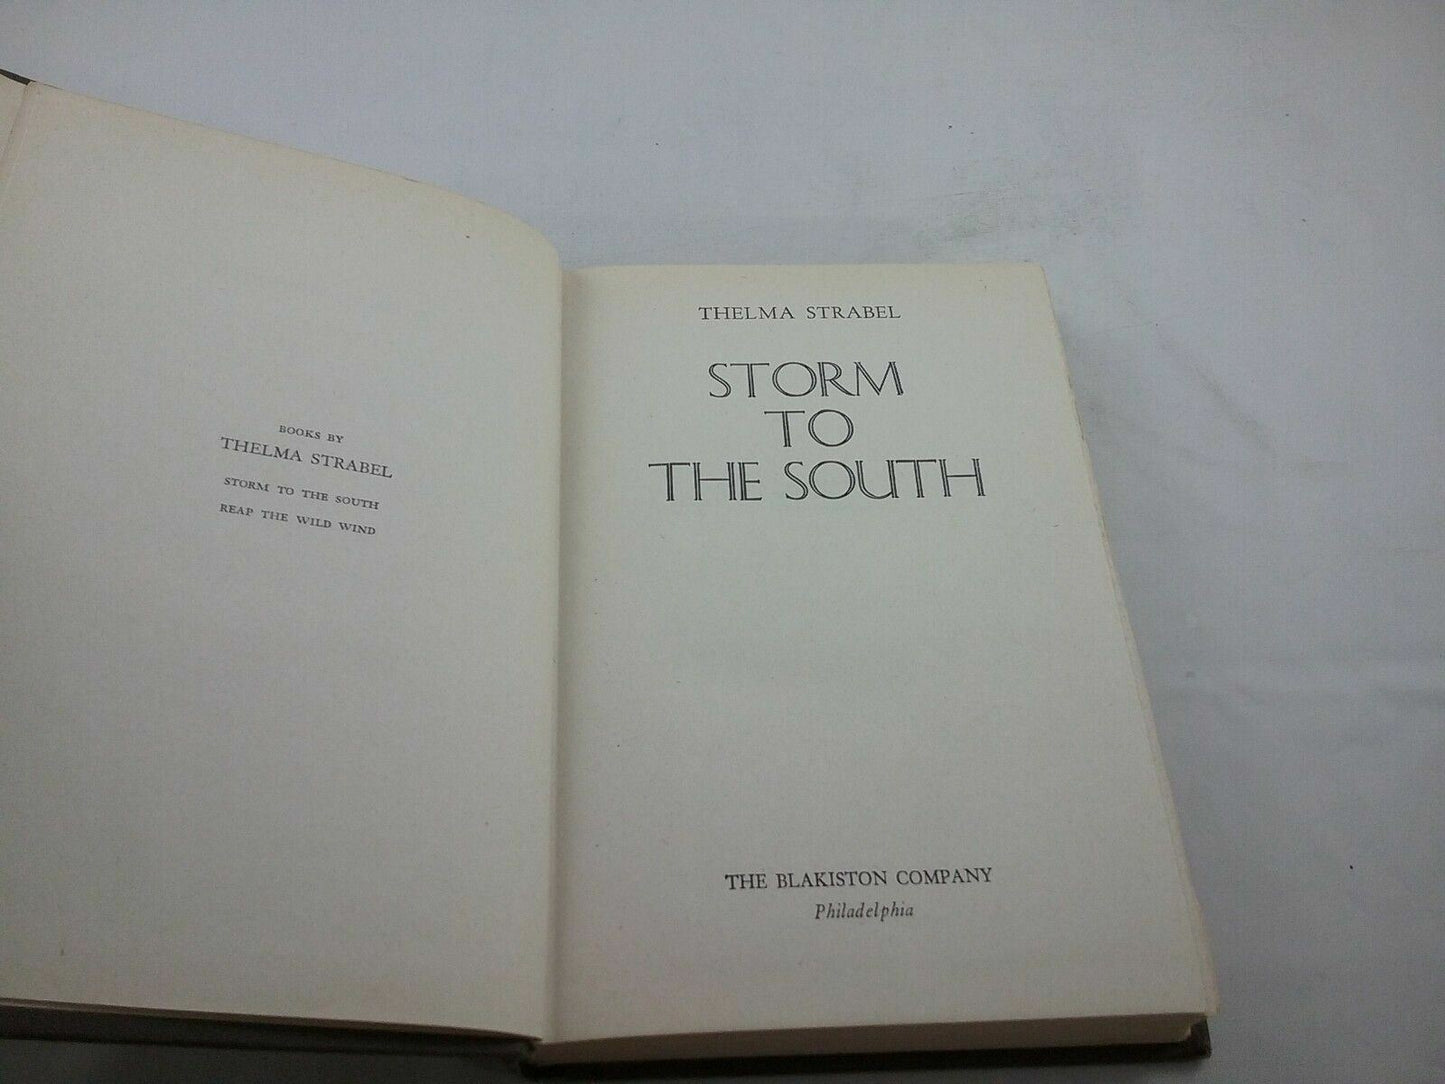 BOOKS BY
THELMA STRABEL
STORM TO THE SOUTH
REAP THE WILD WIND
THELMA STRABEL
STORM
TO
THE SOUTH
THE BLAKISTON COMPANY
Philadelphia